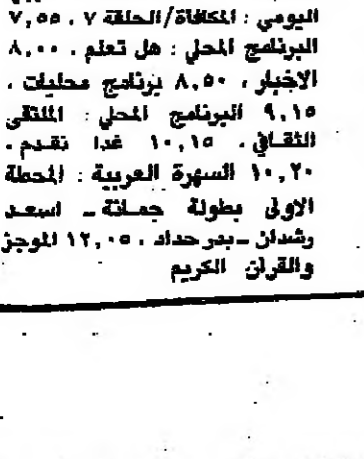 اليومي : المكافاة/الحلقة ٧ . ٧,٥٥
البرنامج المحلي : هل تعلم . ٨,٠٠
الاخبار . ٨,٥٠ برنامج محليات .
٩,١٥ البرنامج المحلي : الملتقى
الثقافي . ١٠,١٥ غدا نقدم .
١٠,٢٠ السهرة العربية : المحطة
الاولى بطولة جمانة ـ اسعد
رشدان ـ بدر حداد . ١٢,٠٥ الموجز
والقران الكريم